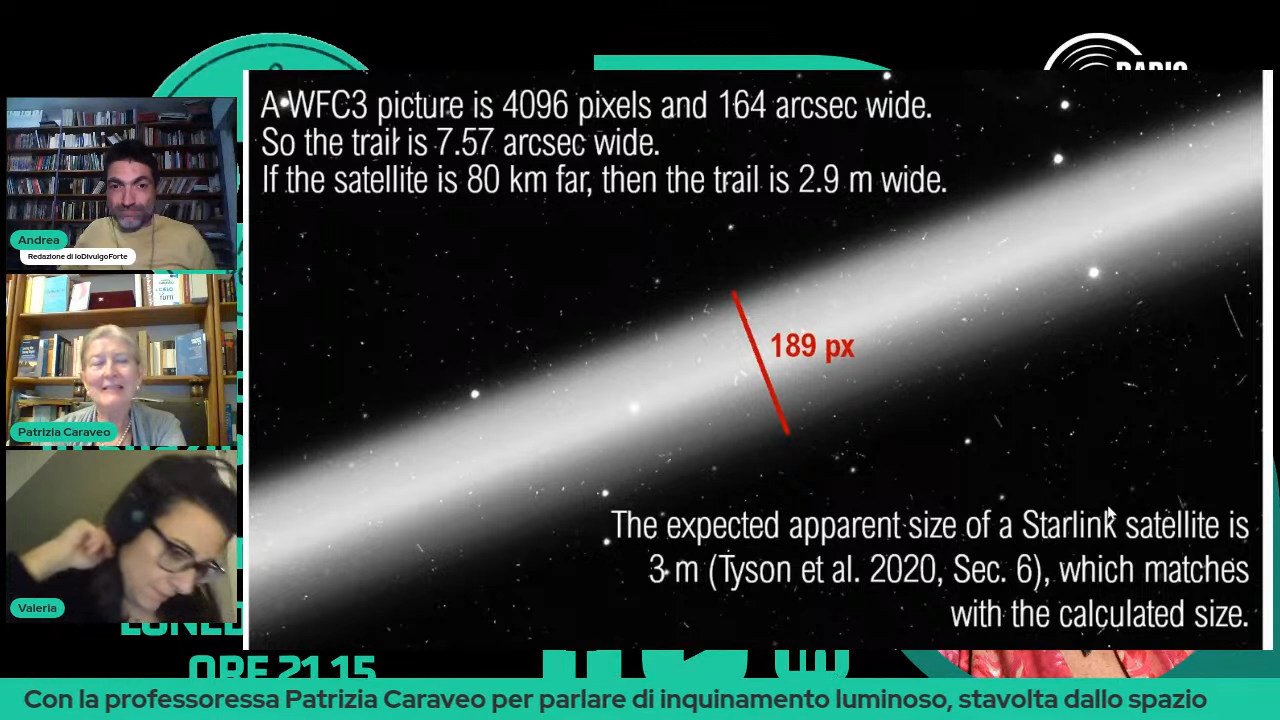 RADIO
A WFC3 picture is 4096 pixels and 164 arcsec wide.
So the trail is 7.57 arcsec wide.
If the satellite is 80 km far, then the trail is 2.9 m wide.
189 px
The expected apparent size of a Starlink satellite is
3 m (Tyson et al. 2020, Sec. 6), which matches
with the calculated size.
Andrea
Redazione di IoDivulgoForte
Patrizia Caraveo
Valeria
ORE 21.15
Con la professoressa Patrizia Caraveo per parlare di inquinamento luminoso, stavolta dallo spazio